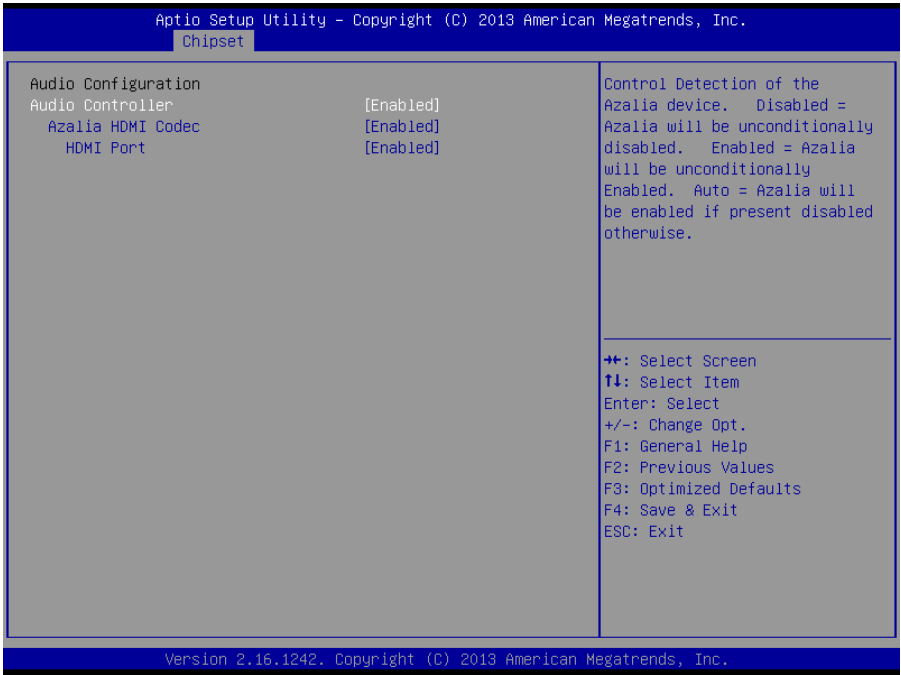 Aptio Setup Utility – Copyright (C) 2013 American Megatrends, Inc.
Chipset
Audio Configuration
Audio Controller [Enabled]
Azalia HDMI Codec [Enabled]
HDMI Port [Enabled]
Control Detection of the
Azalia device. Disabled =
Azalia will be unconditionally
disabled. Enabled = Azalia
will be unconditionally
Enabled. Auto = Azalia will
be enabled if present disabled
otherwise.
→←: Select Screen
↑↓: Select Item
Enter: Select
+/-: Change Opt.
F1: General Help
F2: Previous Values
F3: Optimized Defaults
F4: Save & Exit
ESC: Exit
Version 2.16.1242. Copyright (C) 2013 American Megatrends, Inc.